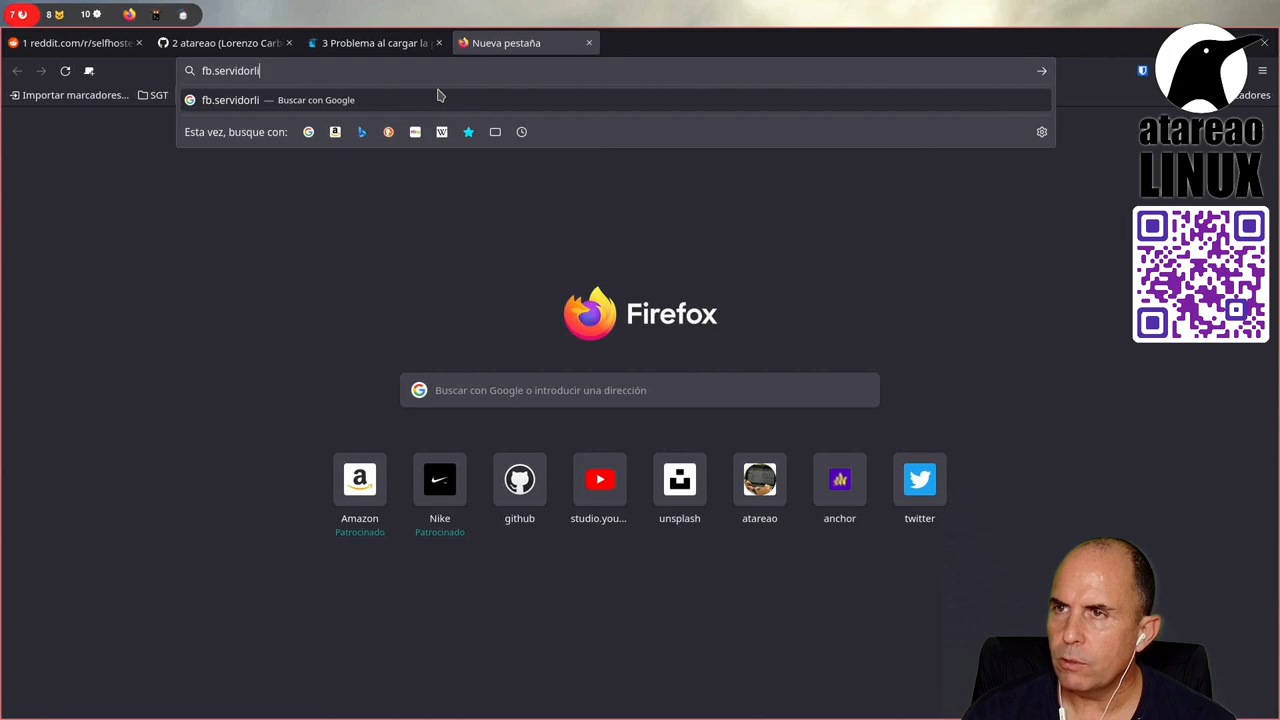 7 8 10
1 reddit.com/r/selfhoste
2 atareao (Lorenzo Carb
3 Problema al cargar la p
Nueva pestaña
fb.servidorli
Importar marcadores...
SGT
adores
fb.servidorli — Buscar con Google
Esta vez, busque con:
atareao
LINUX
Firefox
Buscar con Google o introducir una dirección
Amazon
Patrocinado
Nike
Patrocinado
github
studio.you...
unsplash
atareao
anchor
twitter